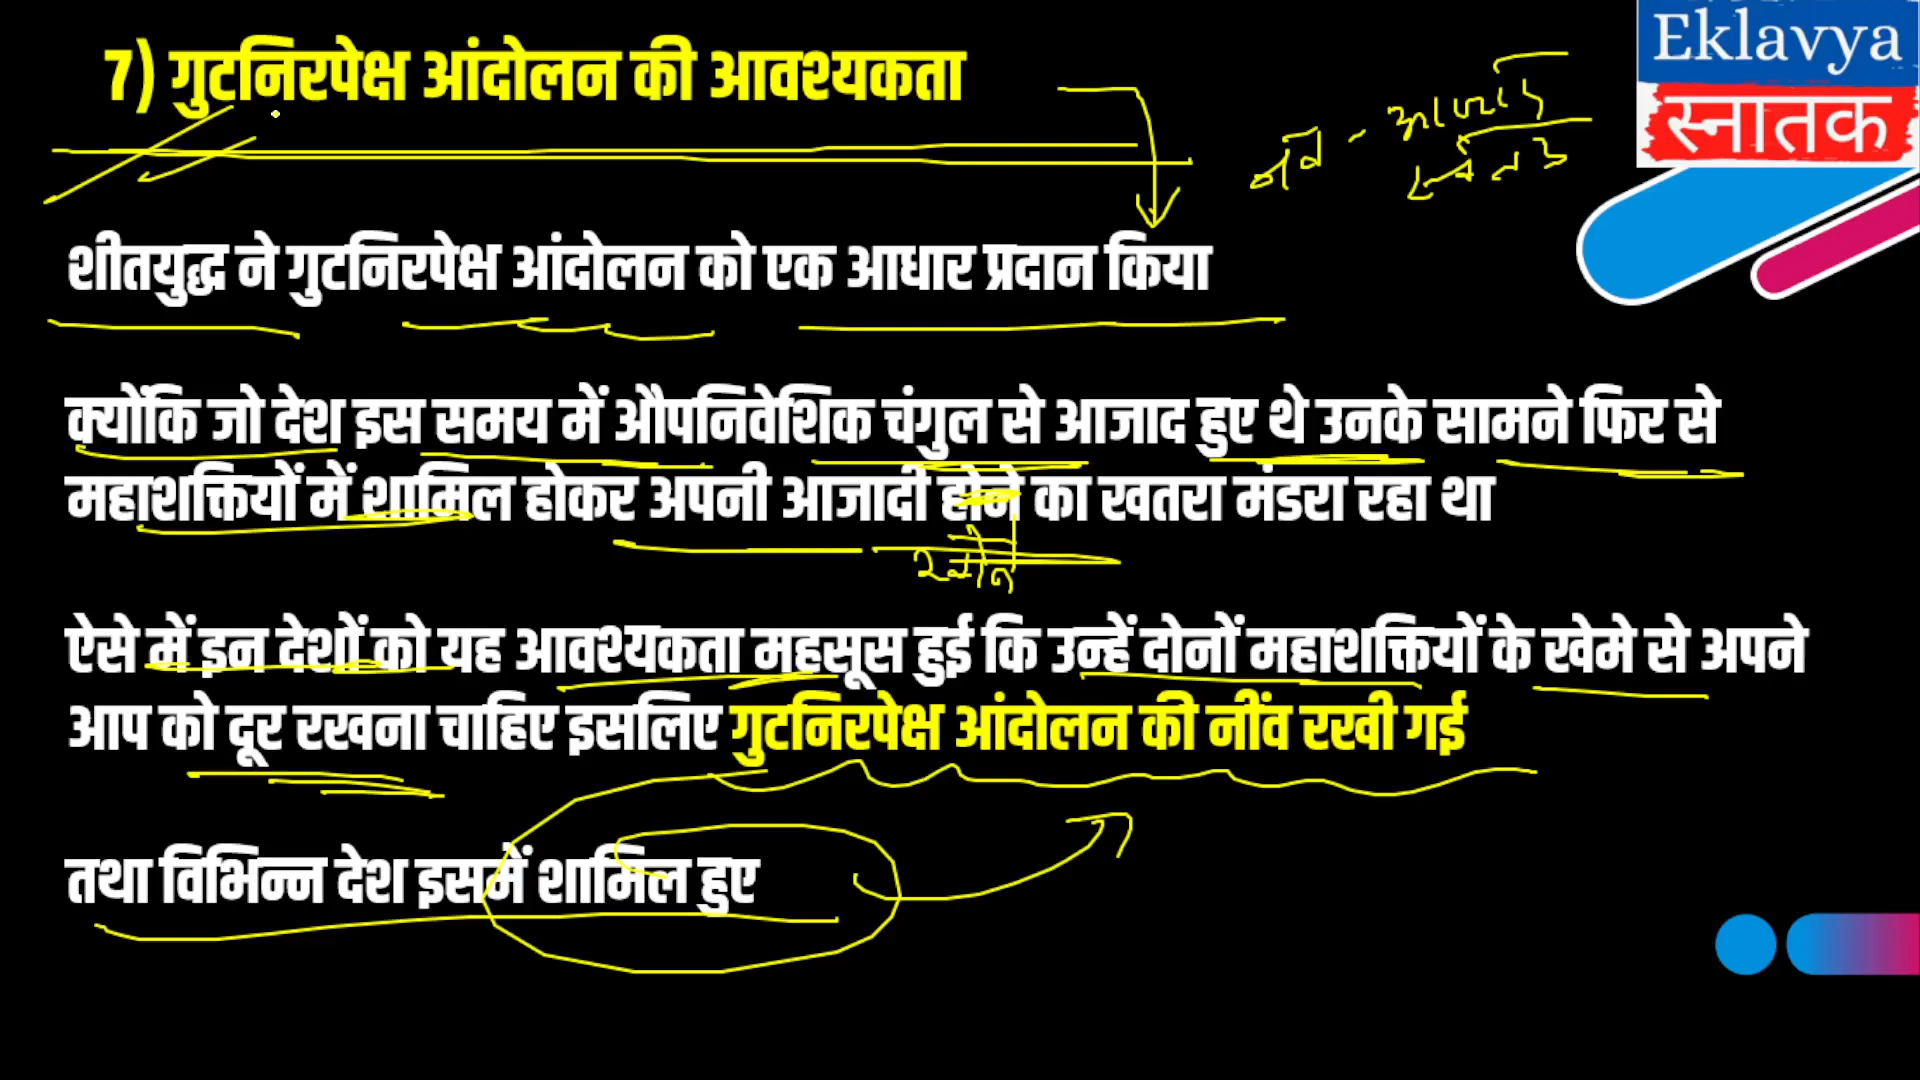 Eklavya
स्नातक
7) गुटनिरपेक्ष आंदोलन की आवश्यकता
शीतयुद्ध ने गुटनिरपेक्ष आंदोलन को एक आधार प्रदान किया
क्योंकि जो देश इस समय में औपनिवेशिक चंगुल से आजाद हुए थे उनके सामने फिर से
महाशक्तियों में शामिल होकर अपनी आजादी होने का खतरा मंडरा रहा था
ऐसे में इन देशों को यह आवश्यकता महसूस हुई कि उन्हें दोनों महाशक्तियों के खेमे से अपने
आप को दूर रखना चाहिए इसलिए गुटनिरपेक्ष आंदोलन की नींव रखी गई
तथा विभिन्न देश इसमें शामिल हुए